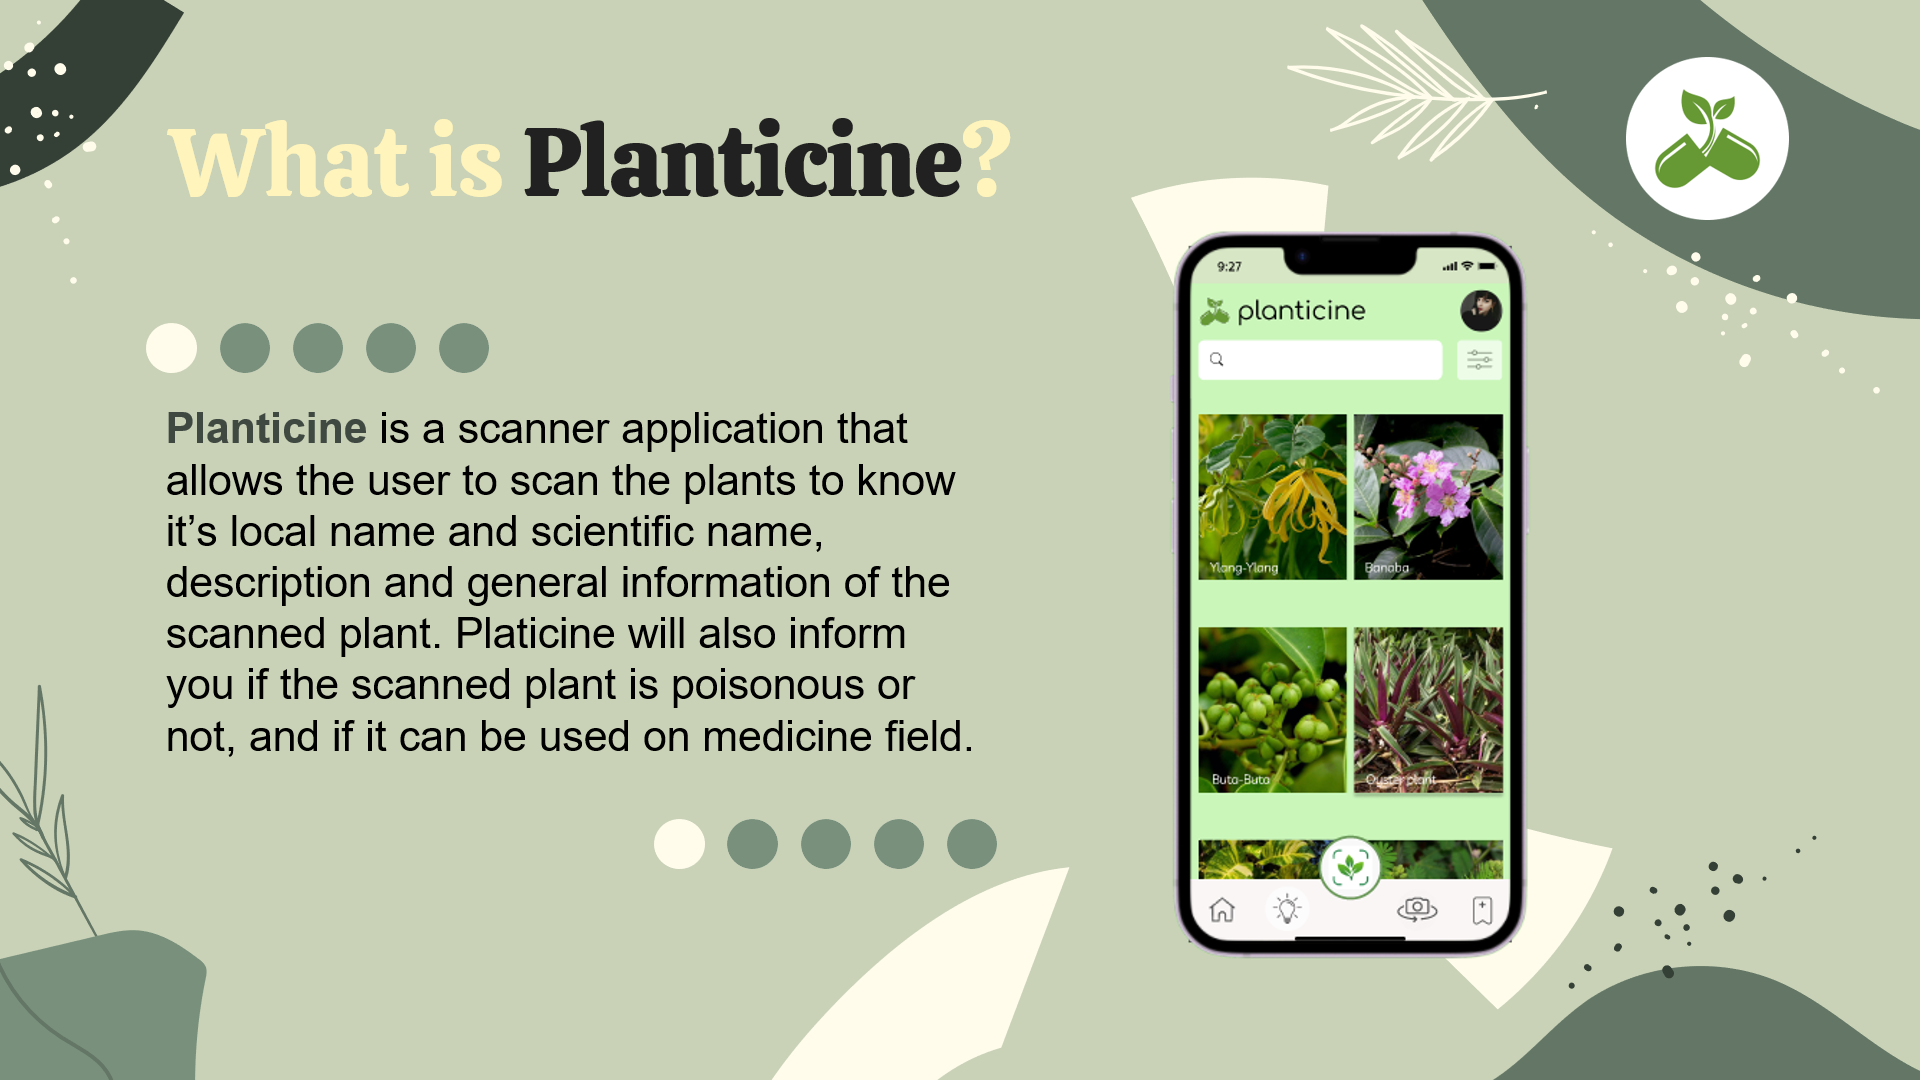 What is Planticine?
Planticine is a scanner application that
allows the user to scan the plants to know
it’s local name and scientific name,
description and general information of the
scanned plant. Platicine will also inform
you if the scanned plant is poisonous or
not, and if it can be used on medicine field.
9:27
planticine
Ylang-Ylang
Banaba
Buta-Buta
Oyster plant